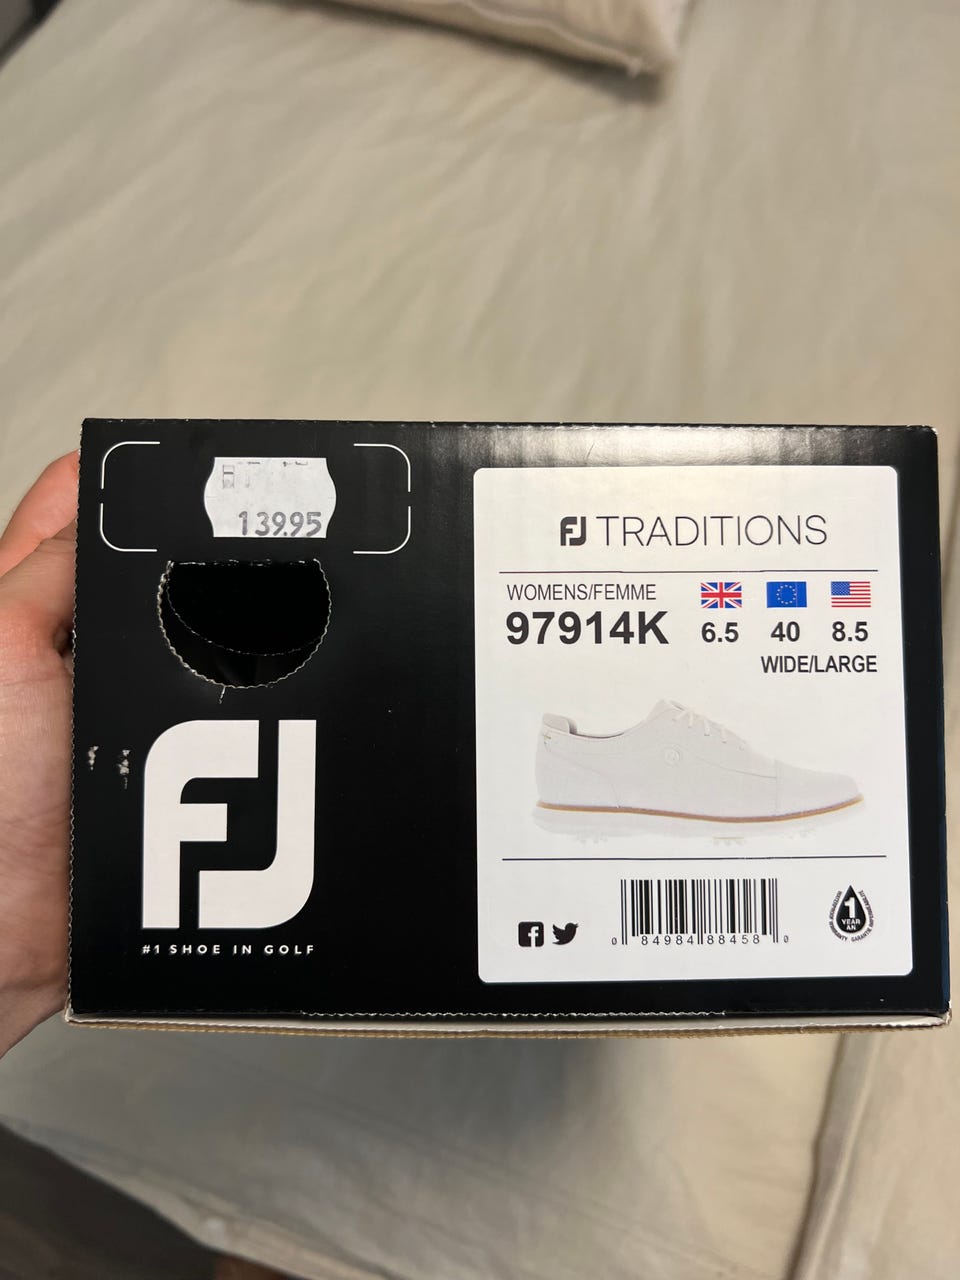 139.95
FJ
#1 SHOE IN GOLF
FJ TRADITIONS
WOMENS/FEMME
97914K
6.5 40 8.5
WIDE/LARGE
0 84984 88458 0
1
YEAR
AN